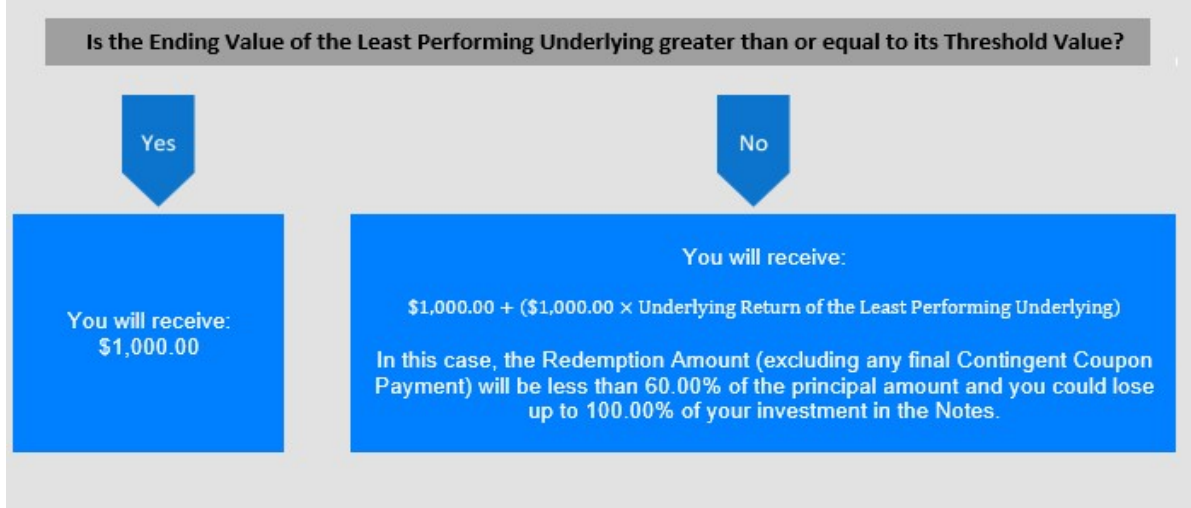 Is the Ending Value of the Least Performing Underlying greater than or equal to its Threshold Value?
Yes
No
You will receive:
$1,000.00
You will receive:
$1,000.00 + ($1,000.00 × Underlying Return of the Least Performing Underlying)
In this case, the Redemption Amount (excluding any final Contingent Coupon
Payment) will be less than 60.00% of the principal amount and you could lose
up to 100.00% of your investment in the Notes.